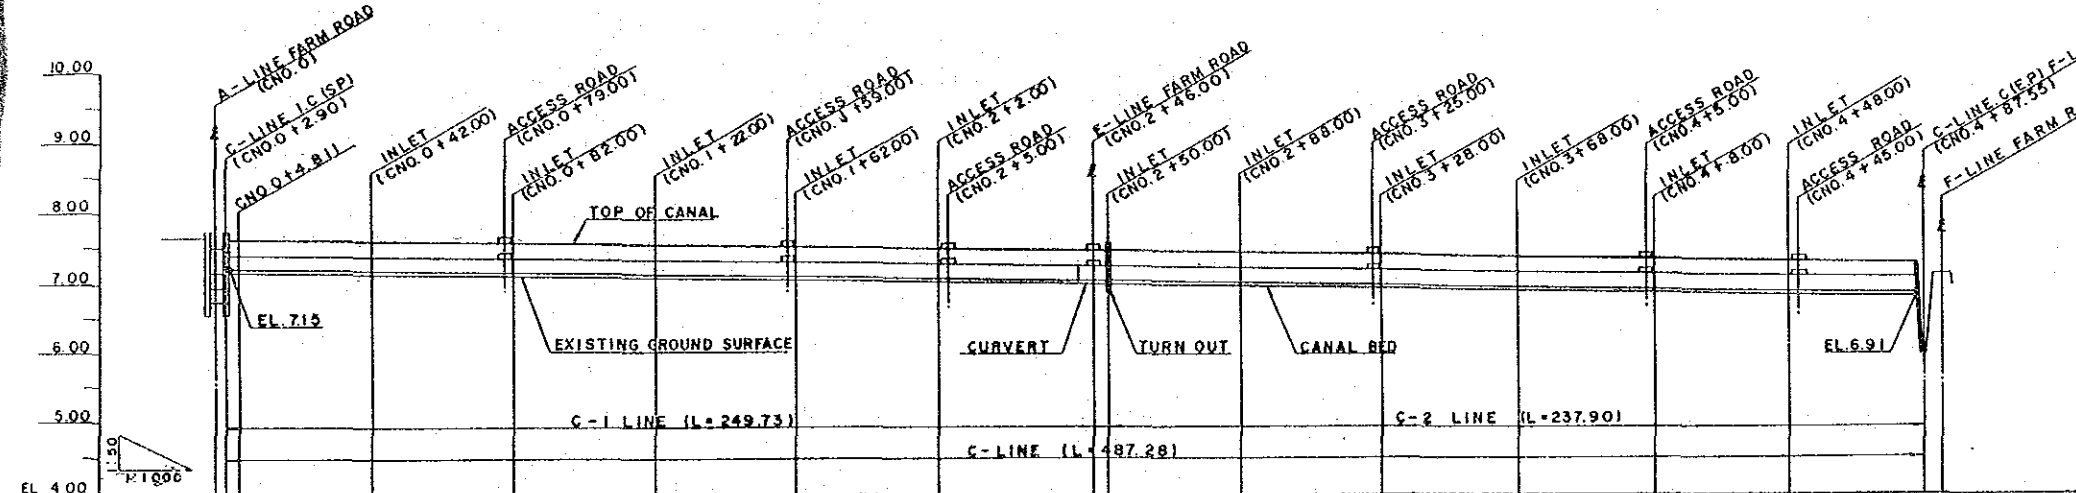 A-LINE FARM ROAD
(CNO. 0)
C-LINE I.C (SP)
(CNO. 0 + 2.90)
CNO. 0 + 4.811
INLET
(CNO. 0 + 42.00)
ACCESS ROAD
(CNO. 0 + 79.00)
INLET
(CNO. 0 + 82.00)
INLET
(CNO. 1 + 22.00)
ACCESS ROAD
(CNO. 1 + 59.00)
INLET
(CNO. 1 + 62.00)
INLET
(CNO. 2 + 2.00)
ACCESS ROAD
(CNO. 2 + 5.00)
E-LINE FARM ROAD
(CNO. 2 + 46.00)
INLET
(CNO. 2 + 50.00)
INLET
(CNO. 2 + 88.00)
ACCESS ROAD
(CNO. 3 + 25.00)
INLET
(CNO. 3 + 28.00)
INLET
(CNO. 3 + 68.00)
ACCESS ROAD
(CNO. 4 + 5.00)
INLET
(CNO. 4 + 8.00)
INLET
(CNO. 4 + 48.00)
ACCESS ROAD
(CNO. 4 + 45.00)
C-LINE. C(E.P) F-L
(CNO. 4 + 87.55)
F-LINE FARM R
10.00
9.00
8.00
7.00
6.00
5.00
EL 4.00
TOP OF CANAL
EL. 7.15
EXISTING GROUND SURFACE
CURVERT
TURN OUT
CANAL BED
EL. 6.91
C-1 LINE (L=249.73)
C-2 LINE (L=237.90)
C-LINE (L=487.28)
1:50
1:1000